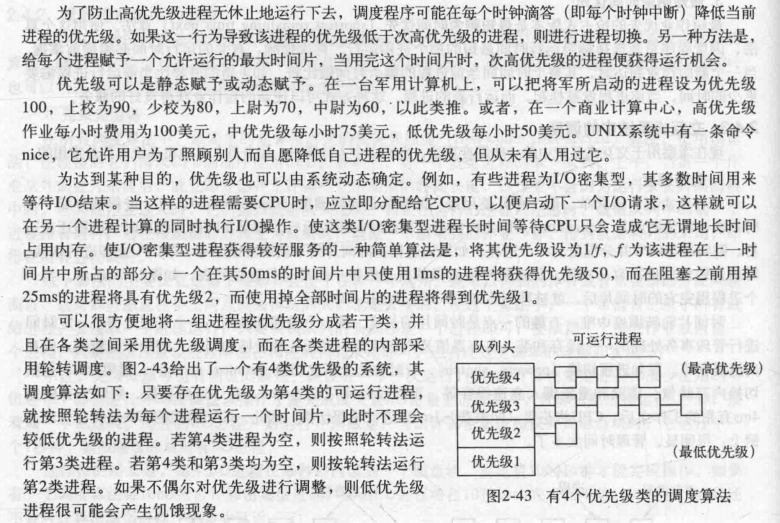 为了防止高优先级进程无休止地运行下去，调度程序可能在每个时钟滴答（即每个时钟中断）降低当前
进程的优先级。如果这一行为导致该进程的优先级低于次高优先级的进程，则进行进程切换。另一种方法是，
给每个进程赋予一个允许运行的最大时间片，当用完这个时间片时，次高优先级的进程便获得运行机会。
优先级可以是静态赋予或动态赋予。在一台军用计算机上，可以把将军所启动的进程设为优先级
100，上校为90，少校为80，上尉为70，中尉为60，以此类推。或者，在一个商业计算中心，高优先级
作业每小时费用为100美元，中优先级每小时75美元，低优先级每小时50美元。UNIX系统中有一条命令
nice，它允许用户为了照顾别人而自愿降低自己进程的优先级，但从未有人用过它。
为达到某种目的，优先级也可以由系统动态确定。例如，有些进程为I/O密集型，其多数时间用来
等待I/O结束。当这样的进程需要CPU时，应立即分配给它CPU，以便启动下一个I/O请求，这样就可以
在另一个进程计算的同时执行I/O操作。使这类I/O密集型进程长时间等待CPU只会造成它无谓地长时间
占用内存。使I/O密集型进程获得较好服务的一种简单算法是，将其优先级设为1/f，f为该进程在上一时
间片中所占的部分。一个在其50ms的时间片中只使用1ms的进程将获得优先级50，而在阻塞之前用掉
25ms的进程将具有优先级2，而使用掉全部时间片的进程将得到优先级1。
可以很方便地将一组进程按优先级分成若干类，并
且在各类之间采用优先级调度，而在各类进程的内部采
用轮转调度。图2-43给出了一个有4类优先级的系统，其
调度算法如下：只要存在优先级为第4类的可运行进程，
就按照轮转法为每个进程运行一个时间片，此时不理会
较低优先级的进程。若第4类进程为空，则按照轮转法运
行第3类进程。若第4类和第3类均为空，则按轮转法运行
第2类进程。如果不偶尔对优先级进行调整，则低优先级
进程很可能会产生饥饿现象。
队列头
可运行进程
优先级4
（最高优先级）
优先级3
优先级2
优先级1
（最低优先级）
图2-43 有4个优先级类的调度算法